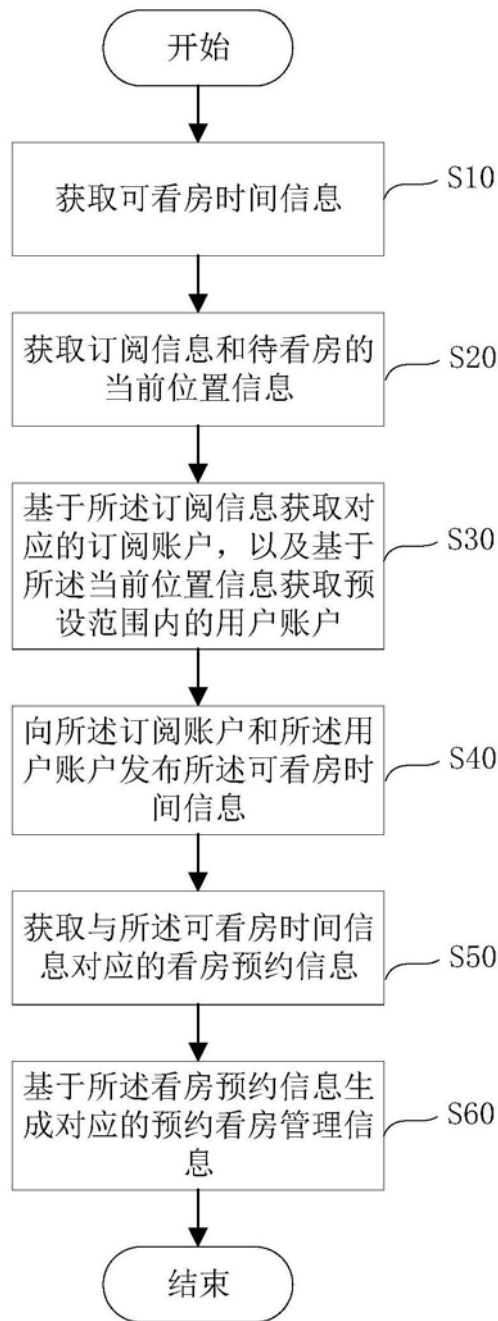 开始
获取可看房时间信息
S10
获取订阅信息和待看房的
当前位置信息
S20
基于所述订阅信息获取对
应的订阅账户，以及基于
所述当前位置信息获取预
设范围内的用户账户
S30
向所述订阅账户和所述用
户账户发布所述可看房时
间信息
S40
获取与所述可看房时间信
息对应的看房预约信息
S50
基于所述看房预约信息生
成对应的预约看房管理信
息
S60
结束